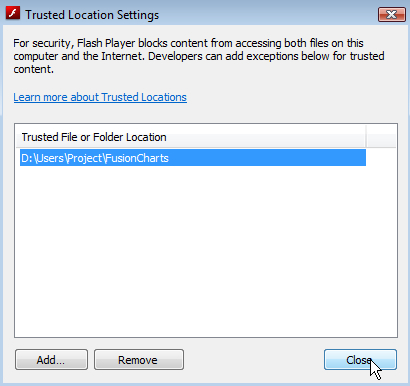 Trusted Location Settings
For security, Flash Player blocks content from accessing both files on this
computer and the Internet. Developers can add exceptions below for trusted
content.
Learn more about Trusted Locations
Trusted File or Folder Location
D:\Users\Project\FusionCharts
Add... Remove Close